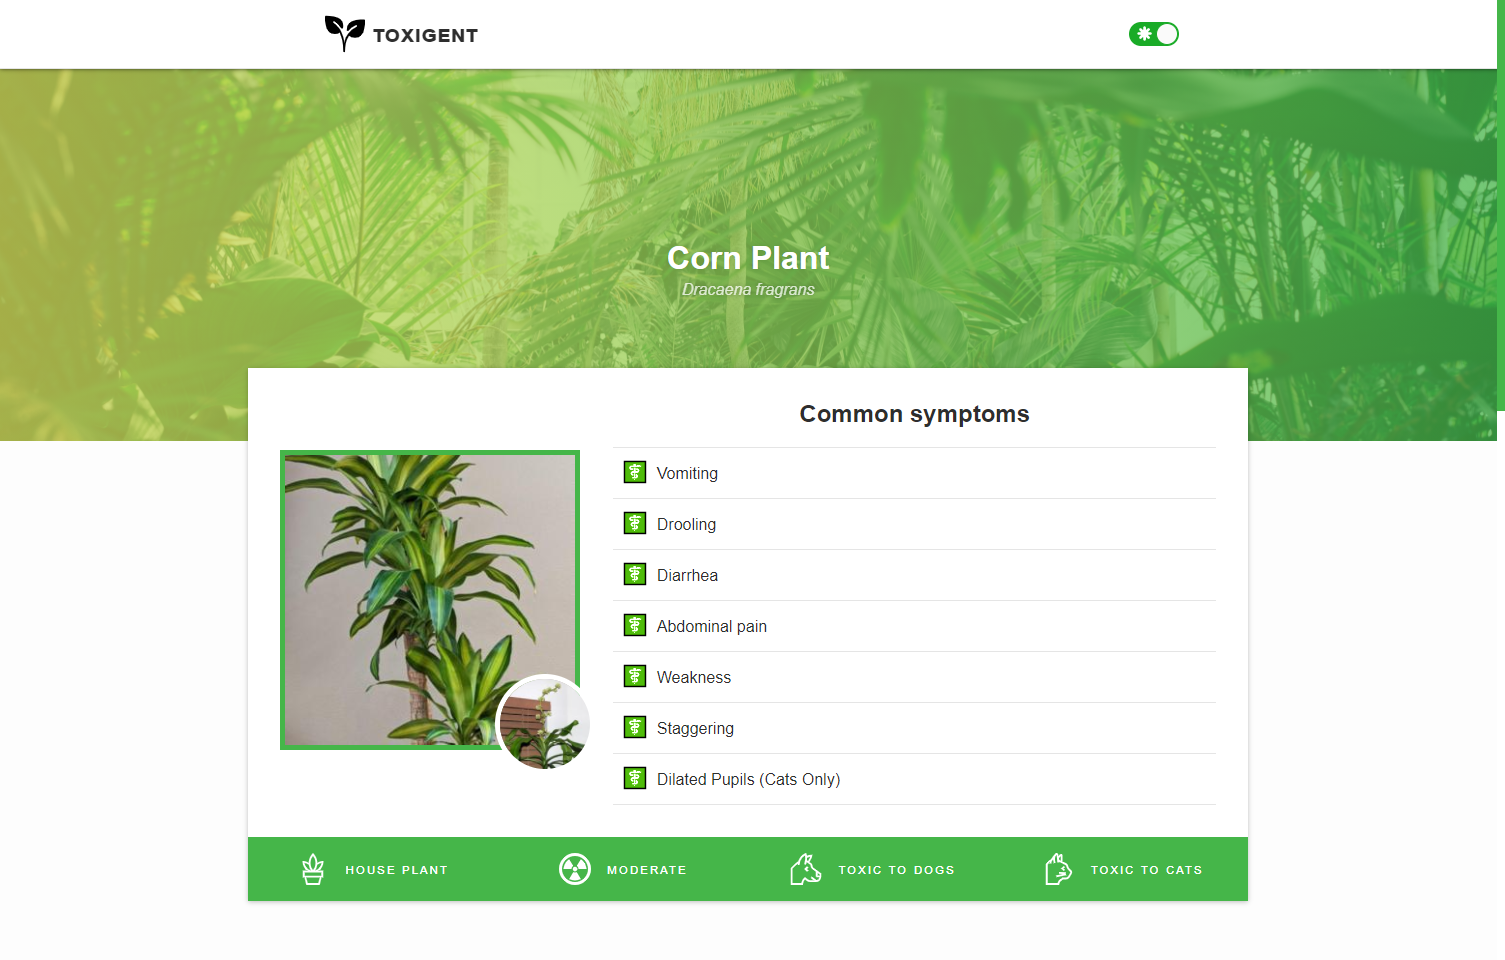 TOXIGENT
Corn Plant
Dracaena fragrans
Common symptoms
Vomiting
Drooling
Diarrhea
Abdominal pain
Weakness
Staggering
Dilated Pupils (Cats Only)
HOUSE PLANT
MODERATE
TOXIC TO DOGS
TOXIC TO CATS